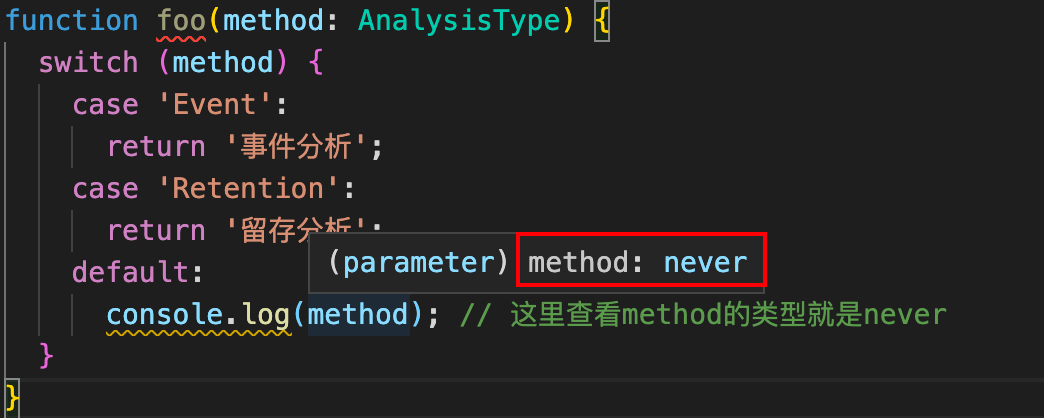 function foo(method: AnalysisType) {
  switch (method) {
    case 'Event':
      return '事件分析';
    case 'Retention':
      return '留存分析';
(parameter) method: never
    default:
      console.log(method); // 这里查看method的类型就是never
  }
}